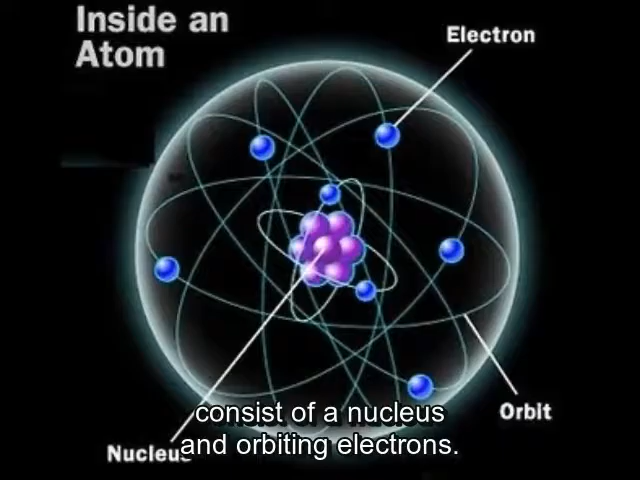 Inside an
Atom
Electron
Orbit
Nucleus
consist of a nucleus
and orbiting electrons.